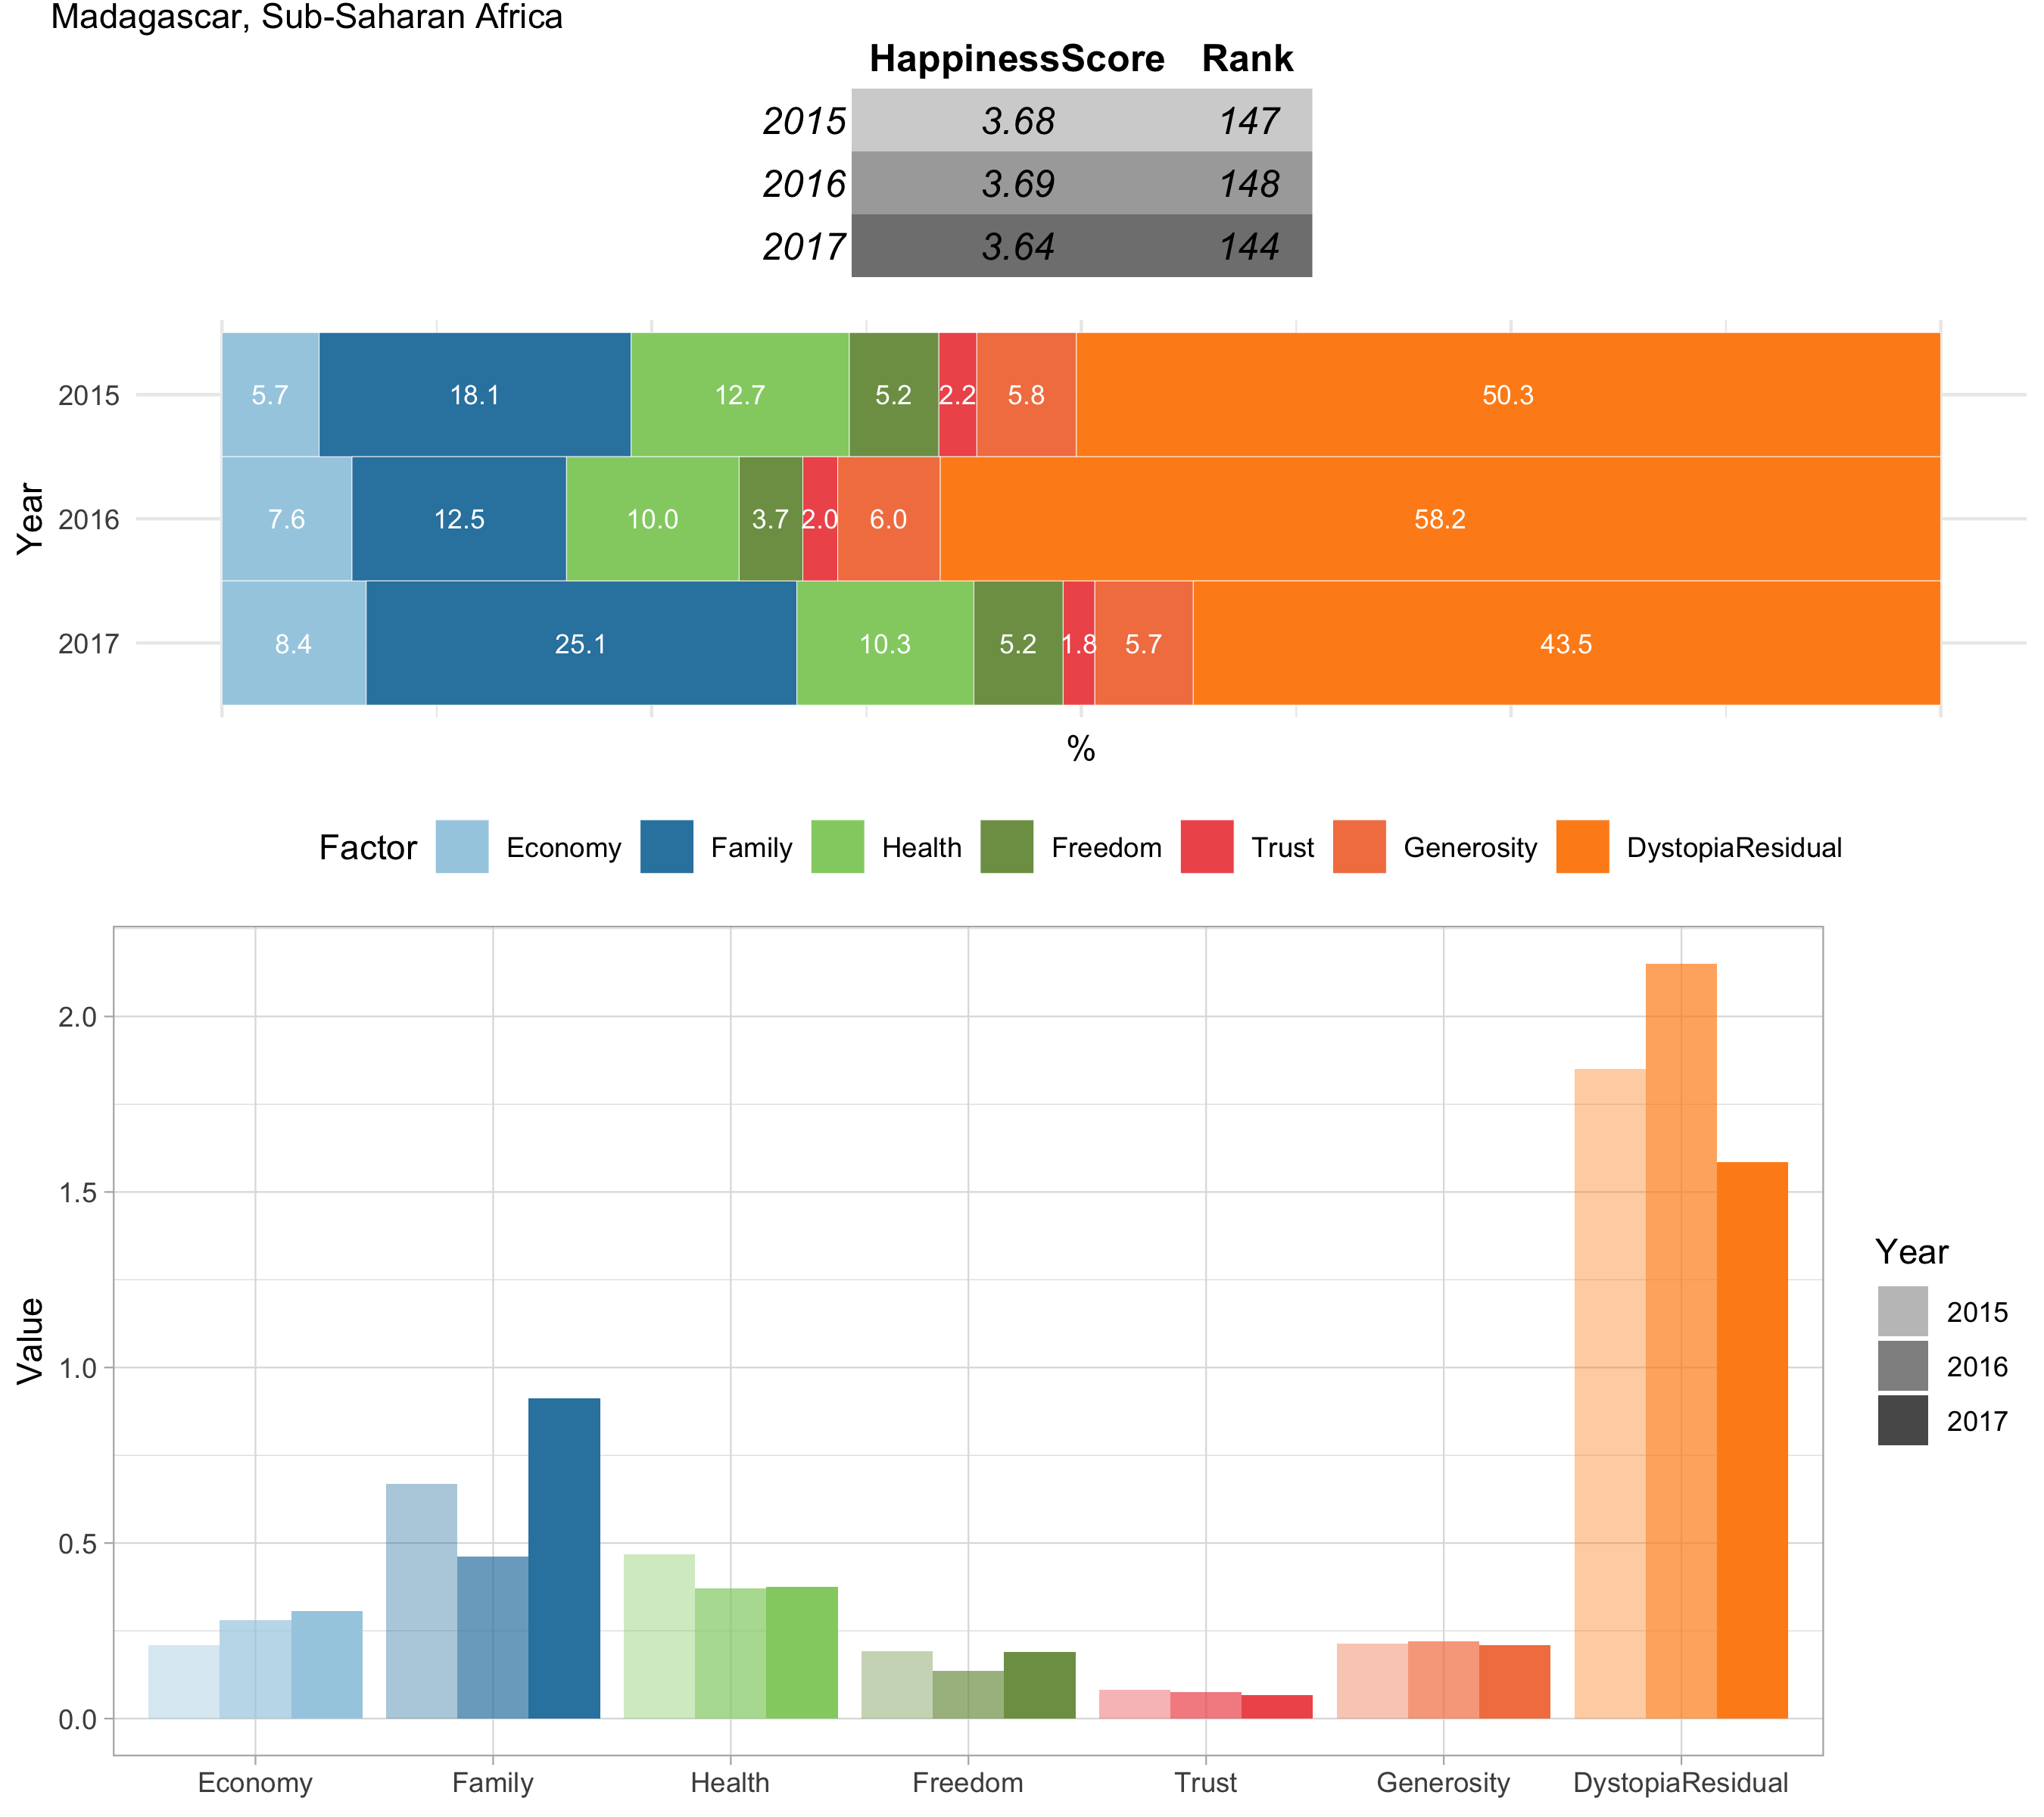 Madagascar, Sub-Saharan Africa
HappinessScore Rank
2015 3.68 147
2016 3.69 148
2017 3.64 144
Year
2015 5.7 18.1 12.7 5.2 2.2 5.8 50.3
2016 7.6 12.5 10.0 3.7 2.0 6.0 58.2
2017 8.4 25.1 10.3 5.2 1.8 5.7 43.5
%
Factor Economy Family Health Freedom Trust Generosity DystopiaResidual
Value
2.0
1.5
1.0
0.5
0.0
Economy Family Health Freedom Trust Generosity DystopiaResidual
Year
2015
2016
2017